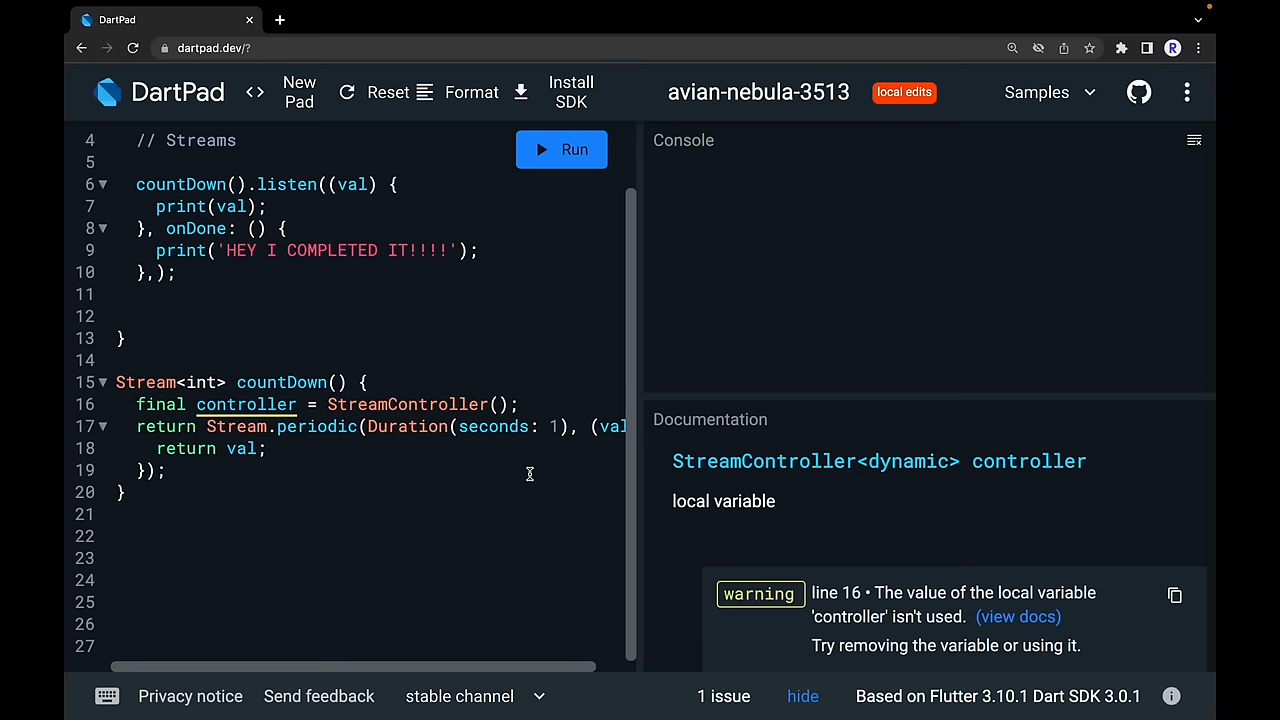 DartPad
dartpad.dev/?
R
DartPad
<>
New Pad
Reset
Format
Install SDK
avian-nebula-3513
local edits
Samples
4 // Streams
5
6 countDown().listen((val) {
7 print(val);
8 }, onDone: () {
9 print('HEY I COMPLETED IT!!!!');
10 },);
11
12
13 }
14
15 Stream<int> countDown() {
16 final controller = StreamController();
17 return Stream.periodic(Duration(seconds: 1), (val
18 return val;
19 });
20 }
21
22
23
24
25
26
27
Run
Console
Documentation
StreamController<dynamic> controller
local variable
warning line 16 • The value of the local variable
'controller' isn't used. (view docs)
Try removing the variable or using it.
Privacy notice
Send feedback
stable channel
1 issue
hide
Based on Flutter 3.10.1 Dart SDK 3.0.1